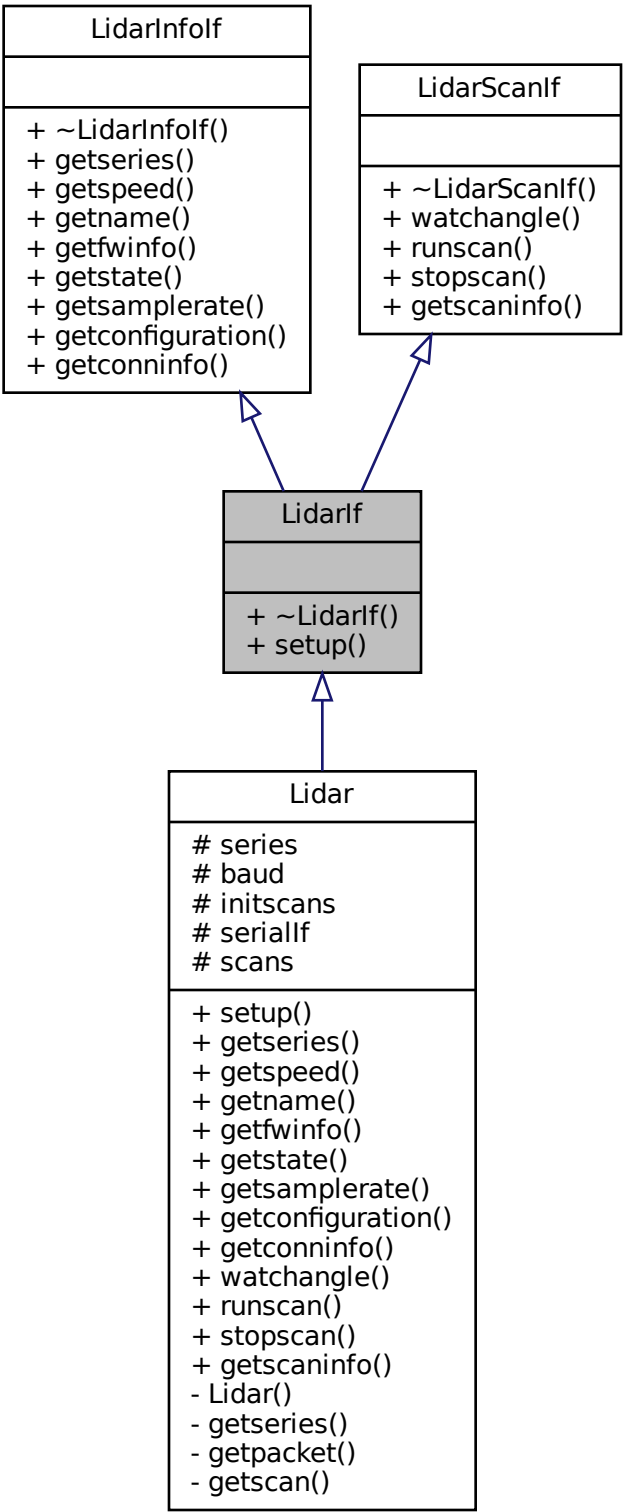 LidarInfoIf
+ ~LidarInfoIf()
+ getseries()
+ getspeed()
+ getname()
+ getfwinfo()
+ getstate()
+ getsamplerate()
+ getconfiguration()
+ getconninfo()
LidarScanIf
+ ~LidarScanIf()
+ watchangle()
+ runscan()
+ stopscan()
+ getscaninfo()
LidarIf
+ ~LidarIf()
+ setup()
Lidar
# series
# baud
# initscans
# serialIf
# scans
+ setup()
+ getseries()
+ getspeed()
+ getname()
+ getfwinfo()
+ getstate()
+ getsamplerate()
+ getconfiguration()
+ getconninfo()
+ watchangle()
+ runscan()
+ stopscan()
+ getscaninfo()
- Lidar()
- getseries()
- getpacket()
- getscan()